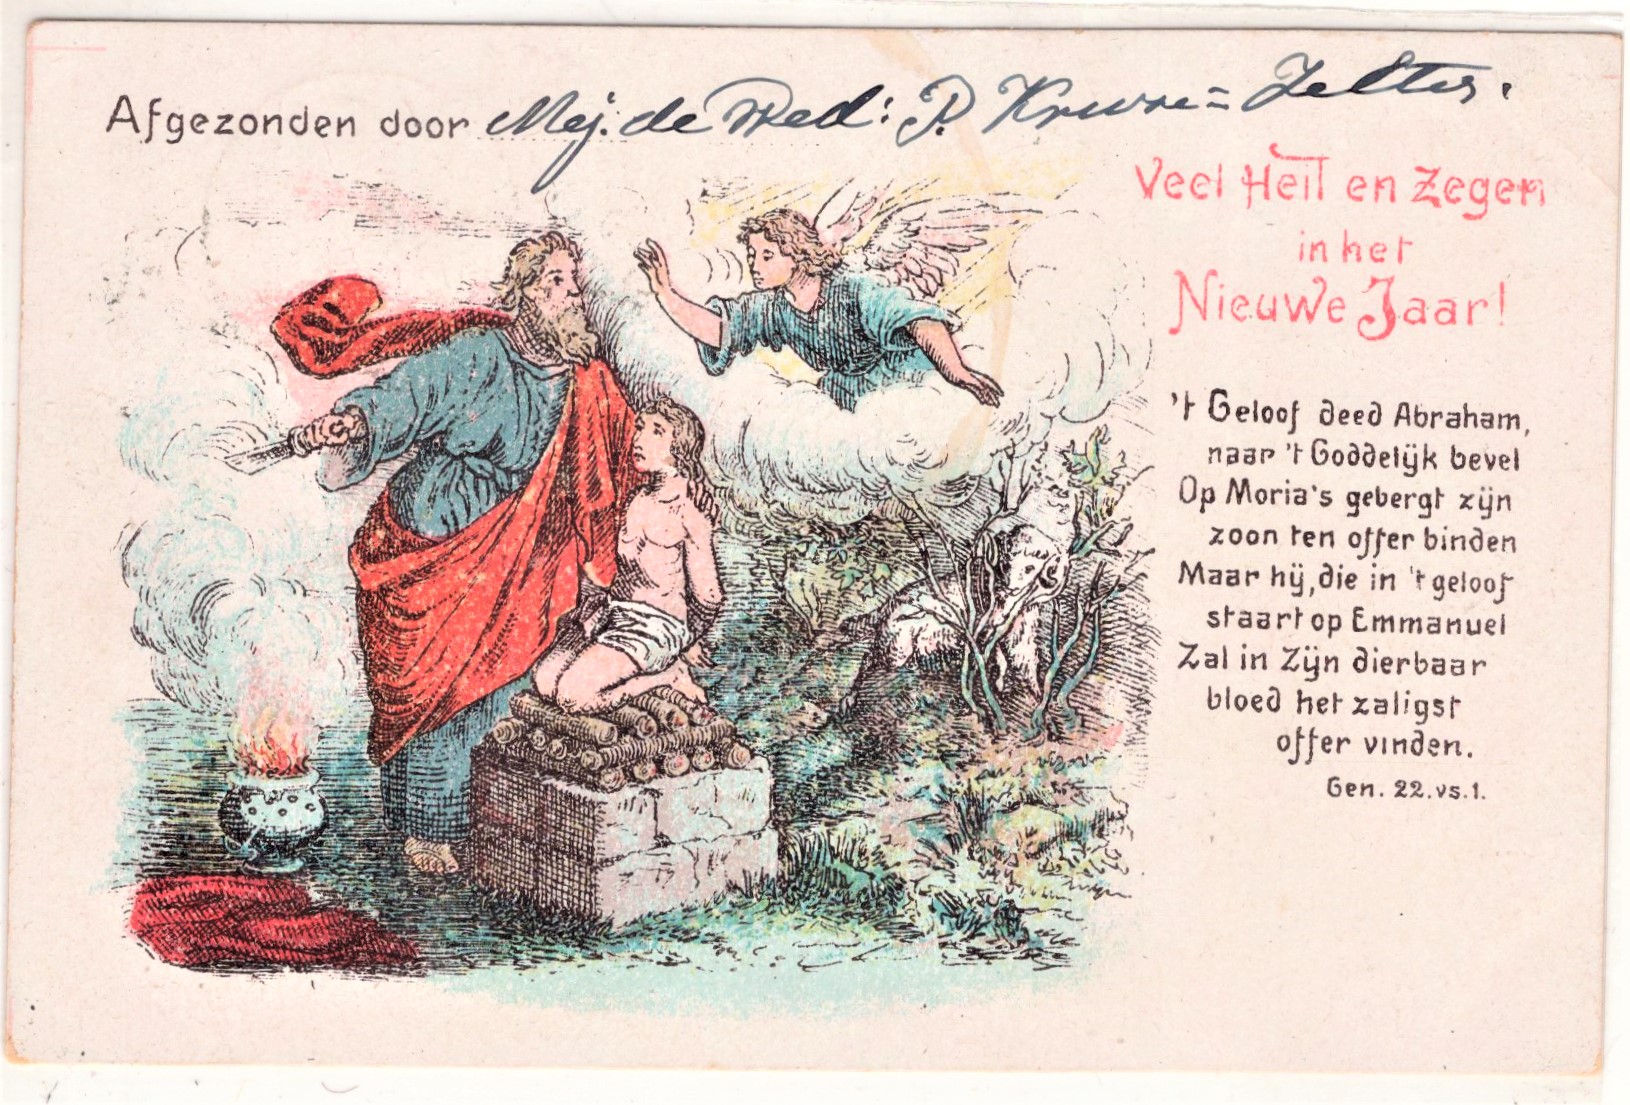 Afgezonden door Mej. de Wed: P. Kruse = Zelter.
Veel Heil en Zegen
in het
Nieuwe Jaar!
't Geloof deed Abraham,
naar 't Goddelijk bevel
Op Moria's gebergt zijn
zoon ten offer binden
Maar hij, die in 't geloof
staart op Emmanuel
Zal in Zijn dierbaar
bloed het zaligst
offer vinden.
Gen. 22. vs. 1.